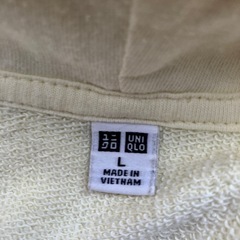 ユニ UNI
クロ QLO
L
MADE IN
VIETNAM